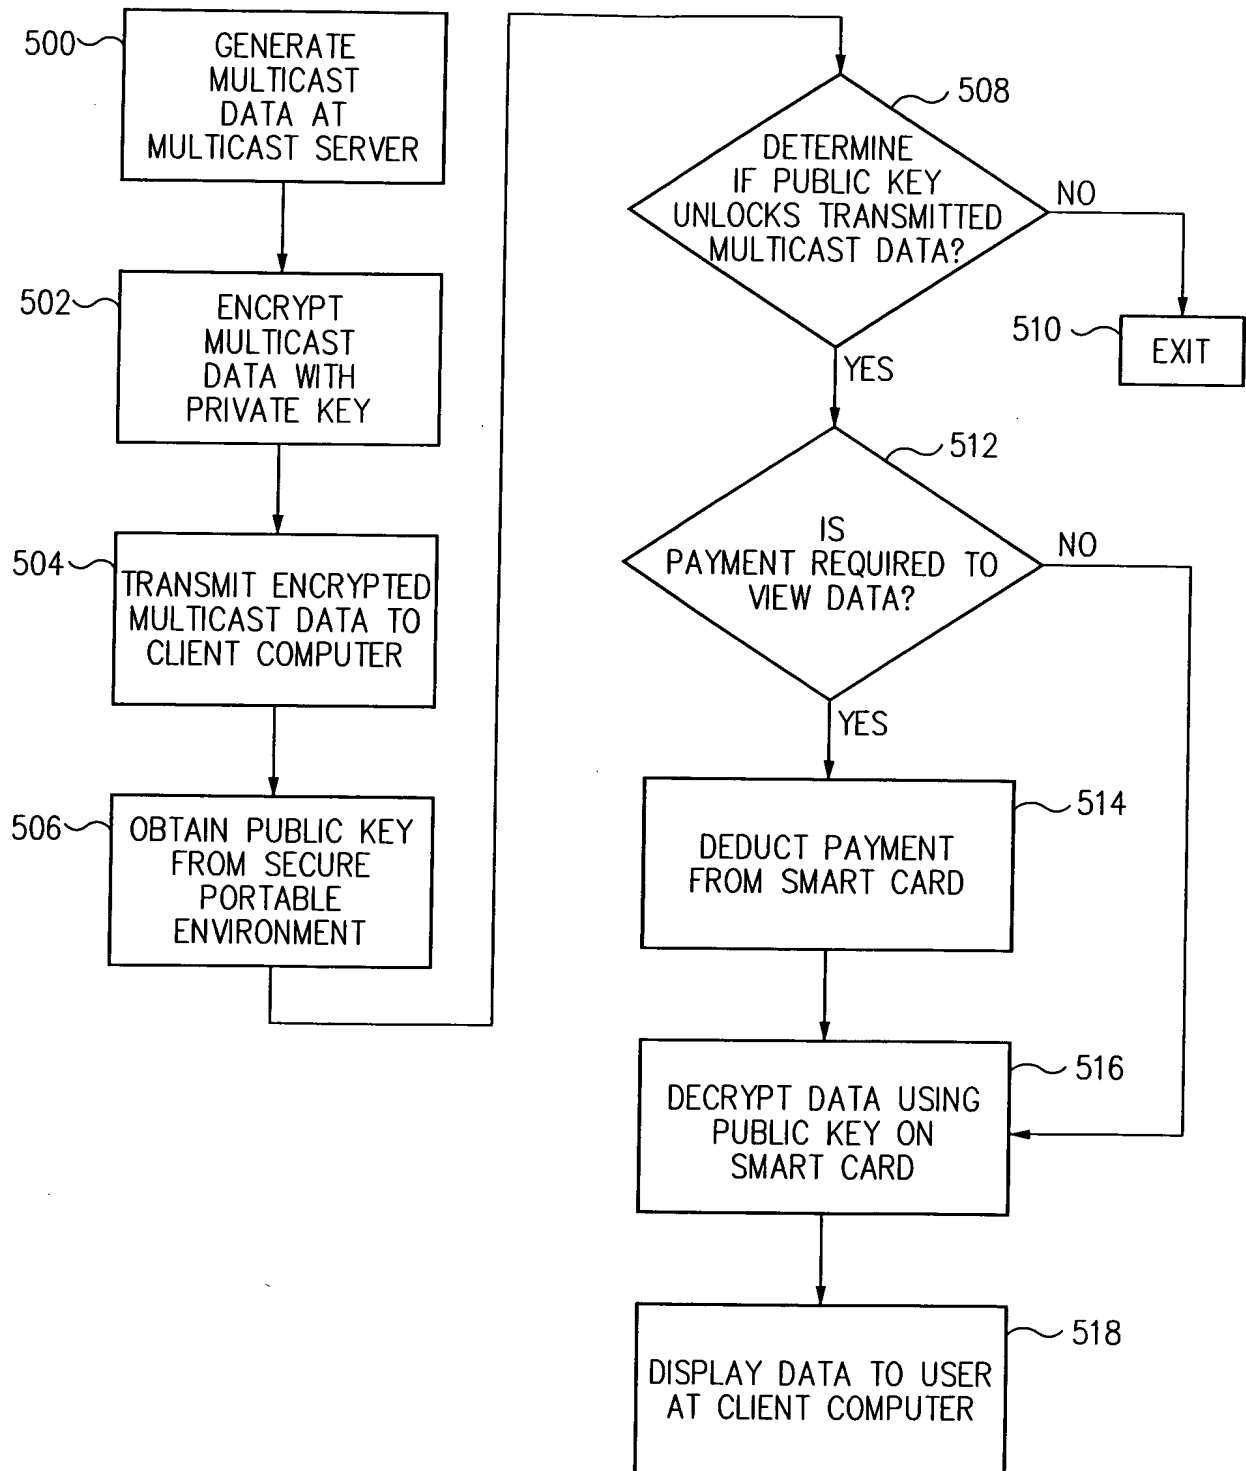 500
GENERATE
MULTICAST
DATA AT
MULTICAST SERVER
502
ENCRYPT
MULTICAST
DATA WITH
PRIVATE KEY
504
TRANSMIT ENCRYPTED
MULTICAST DATA TO
CLIENT COMPUTER
506
OBTAIN PUBLIC KEY
FROM SECURE
PORTABLE
ENVIRONMENT
508
DETERMINE
IF PUBLIC KEY
UNLOCKS TRANSMITTED
MULTICAST DATA?
NO
510
EXIT
YES
512
IS
PAYMENT REQUIRED TO
VIEW DATA?
NO
YES
514
DEDUCT PAYMENT
FROM SMART CARD
516
DECRYPT DATA USING
PUBLIC KEY ON
SMART CARD
518
DISPLAY DATA TO USER
AT CLIENT COMPUTER